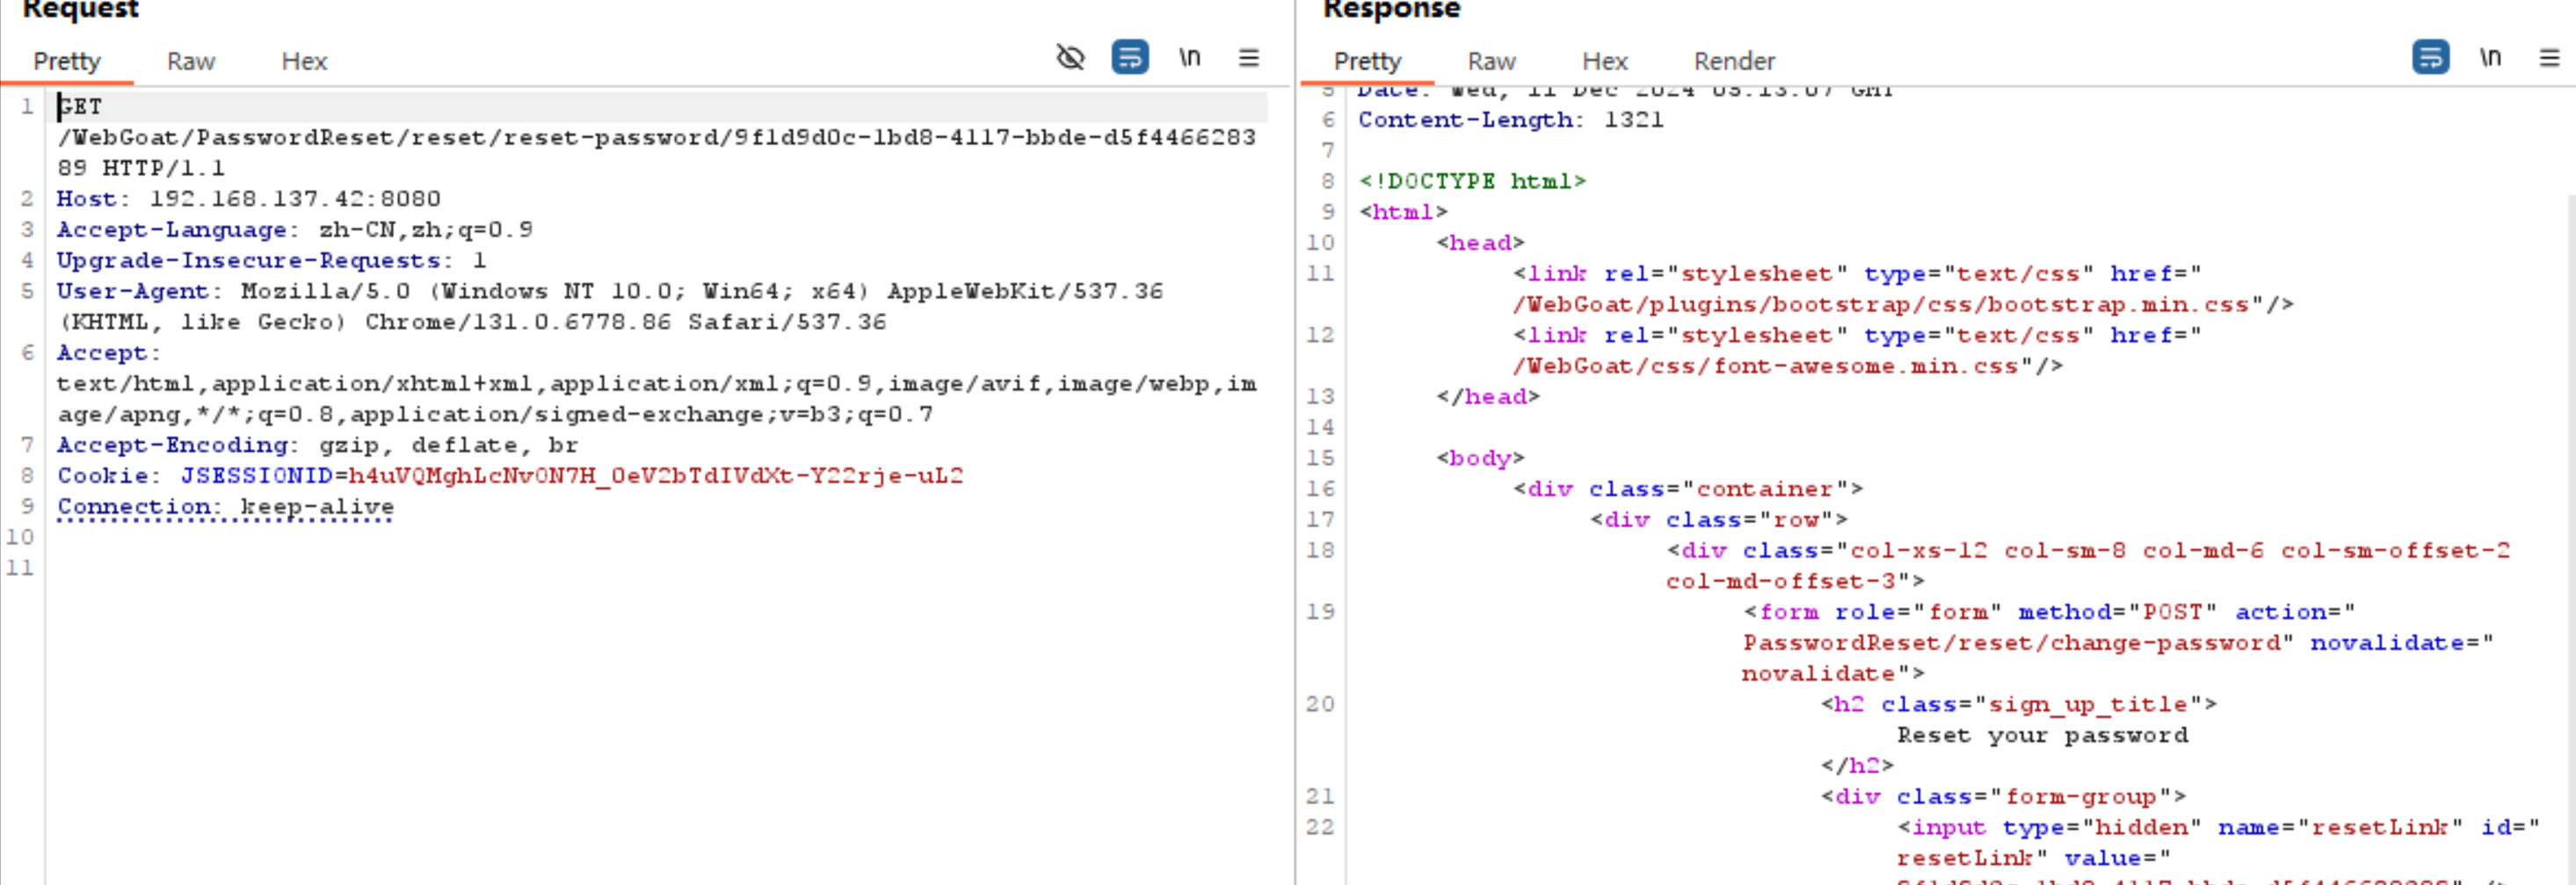 Request
Pretty Raw Hex
\n
1 GET
/WebGoat/PasswordReset/reset/reset-password/9f1d9d0c-1bd8-4117-bbde-d5f4466283
89 HTTP/1.1
2 Host: 192.168.137.42:8080
3 Accept-Language: zh-CN,zh;q=0.9
4 Upgrade-Insecure-Requests: 1
5 User-Agent: Mozilla/5.0 (Windows NT 10.0; Win64; x64) AppleWebKit/537.36
(KHTML, like Gecko) Chrome/131.0.6778.86 Safari/537.36
6 Accept:
text/html,application/xhtml+xml,application/xml;q=0.9,image/avif,image/webp,im
age/apng,*/*;q=0.8,application/signed-exchange;v=b3;q=0.7
7 Accept-Encoding: gzip, deflate, br
8 Cookie: JSESSIONID=h4uVQMghLcNv0N7H_0eV2bTdIVdXt-Y22rje-uL2
9 Connection: keep-alive
10
11
Response
Pretty Raw Hex Render
\n
5 Date: Wed, 11 Dec 2024 GMT
6 Content-Length: 1321
7
8 <!DOCTYPE html>
9 <html>
10 <head>
11 <link rel="stylesheet" type="text/css" href="
/WebGoat/plugins/bootstrap/css/bootstrap.min.css"/>
12 <link rel="stylesheet" type="text/css" href="
/WebGoat/css/font-awesome.min.css"/>
13 </head>
14
15 <body>
16 <div class="container">
17 <div class="row">
18 <div class="col-xs-12 col-sm-8 col-md-6 col-sm-offset-2
col-md-offset-3">
19 <form role="form" method="POST" action="
PasswordReset/reset/change-password" novalidate="
novalidate">
20 <h2 class="sign_up_title">
Reset your password
</h2>
21 <div class="form-group">
22 <input type="hidden" name="resetLink" id="
resetLink" value="